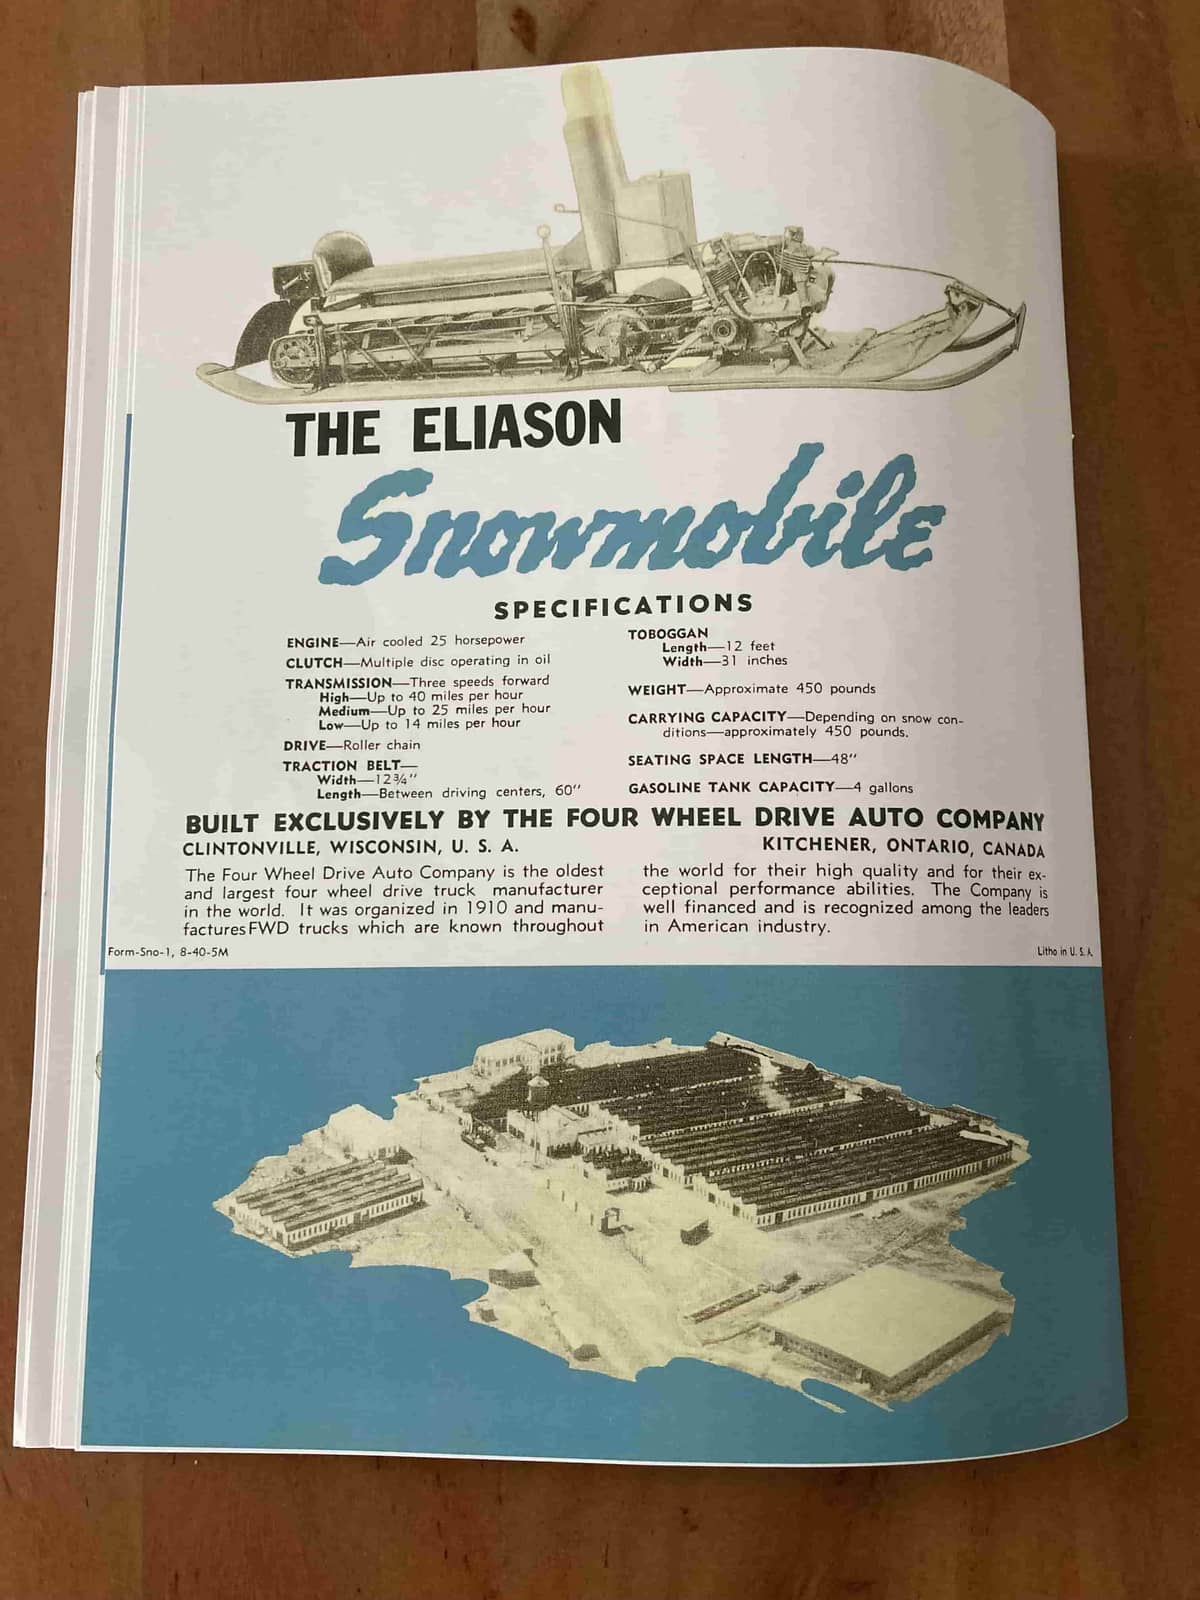 THE ELIASON
Snowmobile
SPECIFICATIONS
ENGINE—Air cooled 25 horsepower
CLUTCH—Multiple disc operating in oil
TRANSMISSION—Three speeds forward
High—Up to 40 miles per hour
Medium—Up to 25 miles per hour
Low—Up to 14 miles per hour
DRIVE—Roller chain
TRACTION BELT—
Width—12¾"
Length—Between driving centers, 60"
TOBOGGAN
Length—12 feet
Width—31 inches
WEIGHT—Approximate 450 pounds
CARRYING CAPACITY—Depending on snow con-
ditions—approximately 450 pounds.
SEATING SPACE LENGTH—48"
GASOLINE TANK CAPACITY—4 gallons
BUILT EXCLUSIVELY BY THE FOUR WHEEL DRIVE AUTO COMPANY
CLINTONVILLE, WISCONSIN, U. S. A.
KITCHENER, ONTARIO, CANADA
The Four Wheel Drive Auto Company is the oldest
and largest four wheel drive truck manufacturer
in the world. It was organized in 1910 and manu-
factures FWD trucks which are known throughout
the world for their high quality and for their ex-
ceptional performance abilities. The Company is
well financed and is recognized among the leaders
in American industry.
Form-Sno-1, 8-40-5M
Litho in U. S. A.